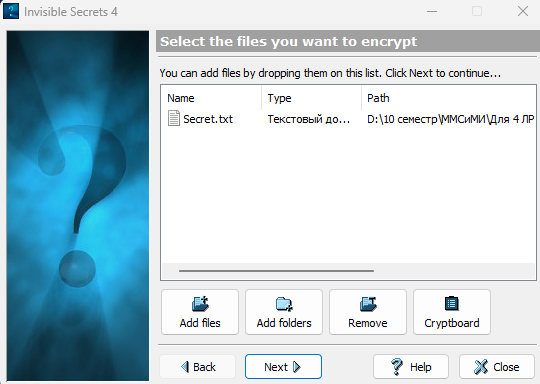 Invisible Secrets 4
Select the files you want to encrypt
You can add files by dropping them on this list. Click Next to continue...
Name Type Path
Secret.txt Текстовый до... D:\10 семестр\ММСиМИ\Для 4 ЛР
Add files Add folders Remove Cryptboard
Back Next Help Close